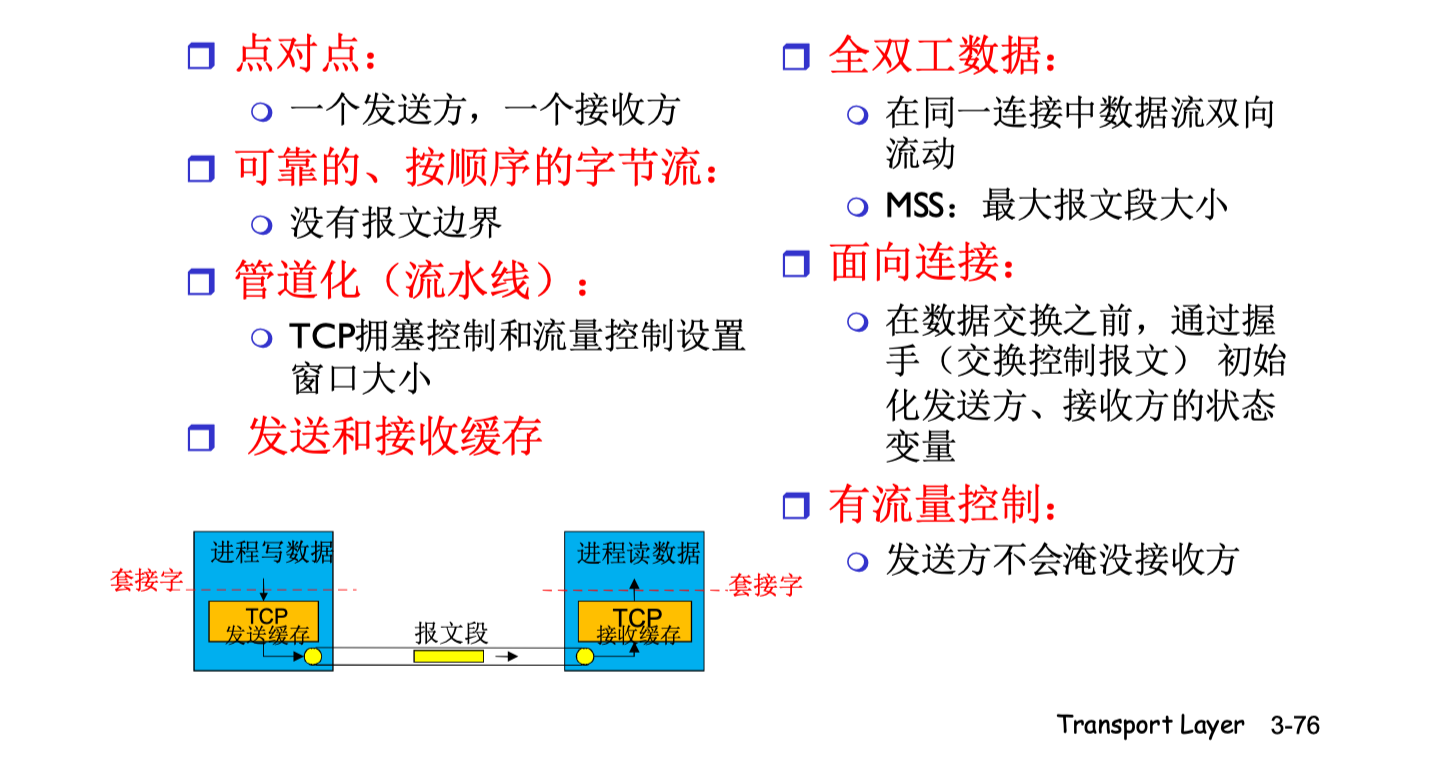 点对点：
一个发送方，一个接收方
可靠的、按顺序的字节流：
没有报文边界
管道化（流水线）：
TCP拥塞控制和流量控制设置
窗口大小
发送和接收缓存
全双工数据：
在同一连接中数据流双向
流动
MSS：最大报文段大小
面向连接：
在数据交换之前，通过握
手（交换控制报文） 初始
化发送方、接收方的状态
变量
有流量控制：
发送方不会淹没接收方
进程写数据
套接字
TCP
发送缓存
报文段
进程读数据
套接字
TCP
接收缓存
Transport Layer 3-76